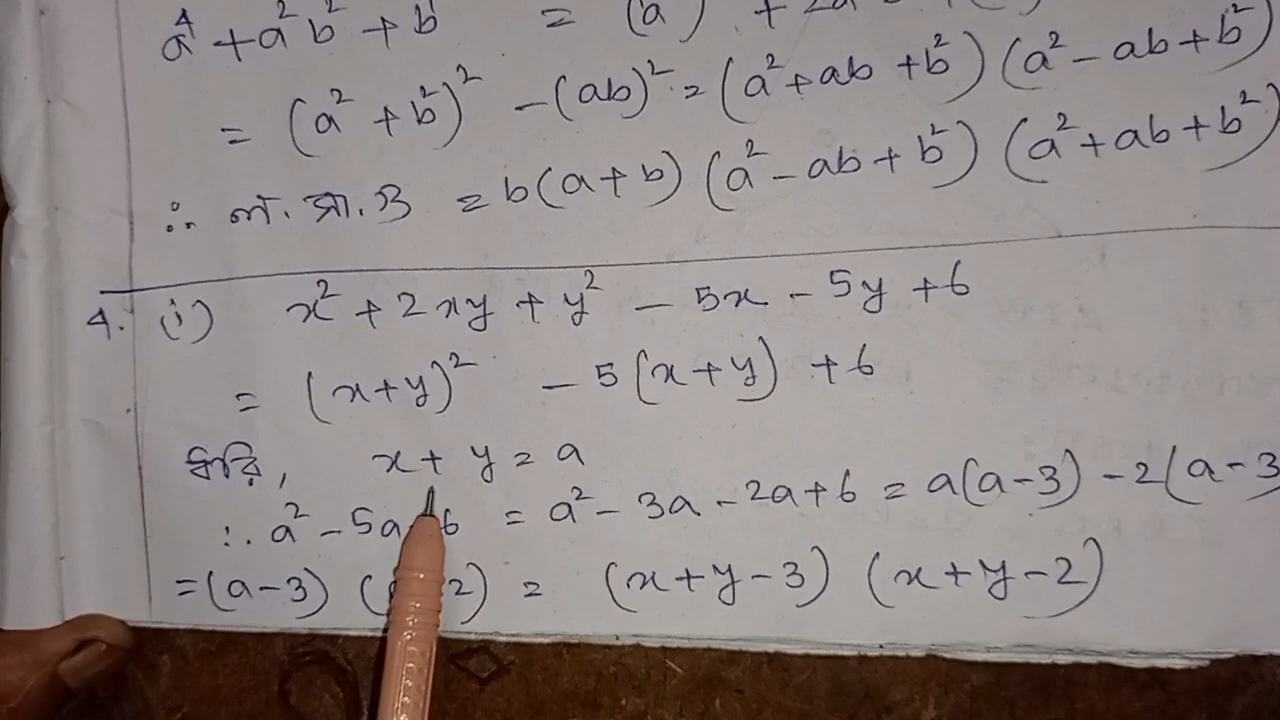 a⁴ + a²b² + b = (a ) +
= (a² + b²)² - (ab)² = (a² + ab + b²) (a² - ab + b²)
∴ ল. সা. গু = b(a+b) (a² - ab + b²) (a² + ab + b²)
4. (i) x² + 2xy + y² - 5x - 5y + 6
= (x+y)² - 5(x+y) + 6
ধরি, x + y = a
∴ a² - 5a 6 = a² - 3a - 2a + 6 = a(a-3) - 2(a-3
= (a-3) ( 2) = (x+y-3) (x+y-2)